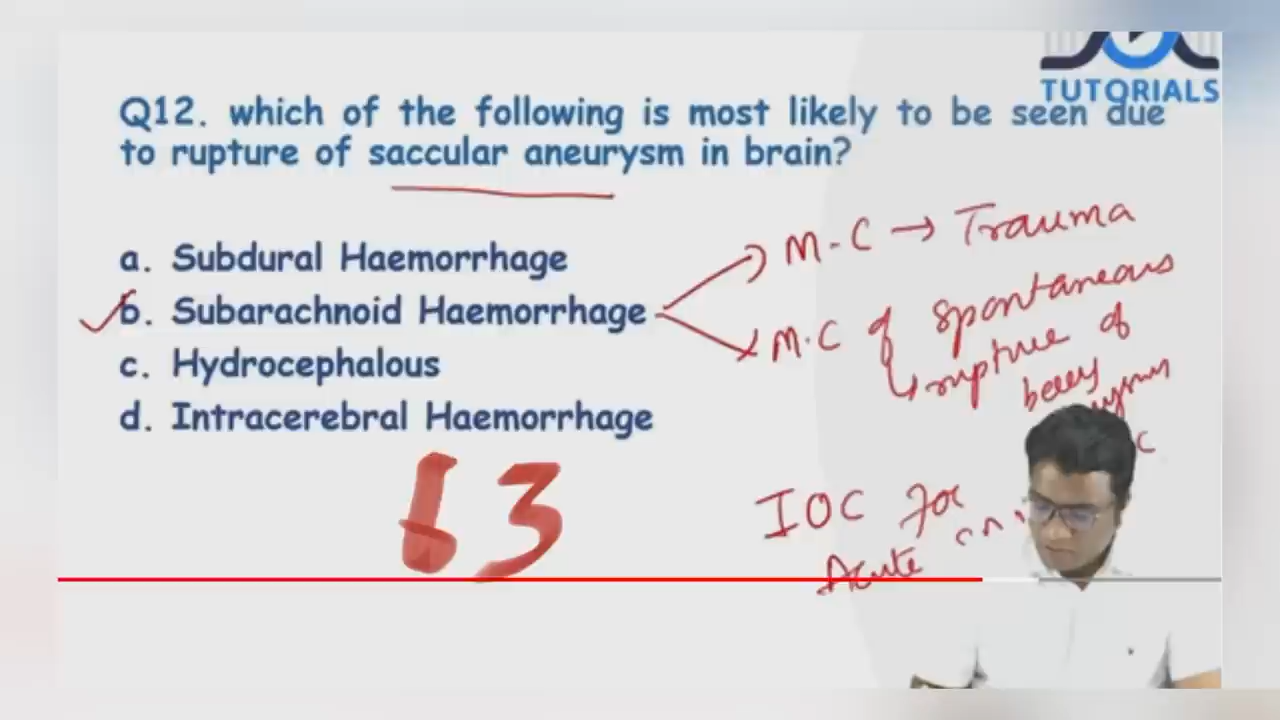 TUTORIALS
Q12. which of the following is most likely to be seen due
to rupture of saccular aneurysm in brain?
a. Subdural Haemorrhage
b. Subarachnoid Haemorrhage
c. Hydrocephalous
d. Intracerebral Haemorrhage
M.C → Trauma
M.C of spontaneous
rupture of
63
IOC for
Acute